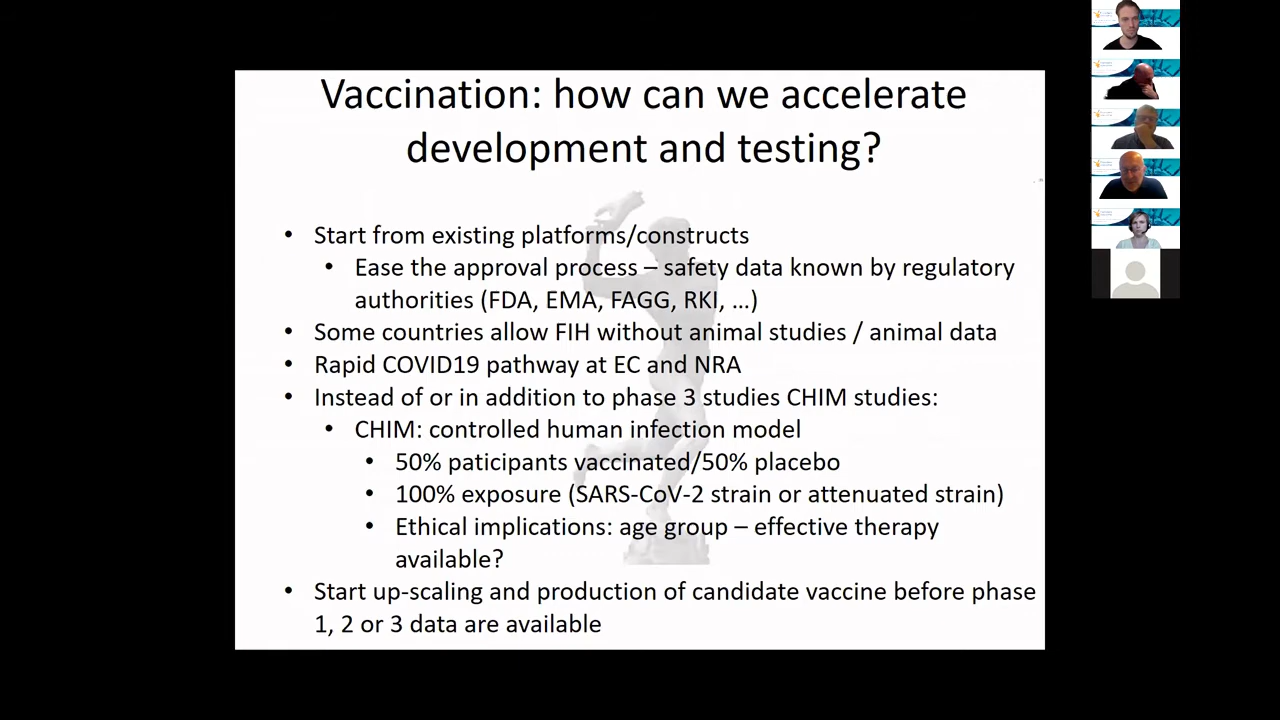 Vaccination: how can we accelerate
development and testing?
• Start from existing platforms/constructs
• Ease the approval process – safety data known by regulatory
authorities (FDA, EMA, FAGG, RKI, …)
• Some countries allow FIH without animal studies / animal data
• Rapid COVID19 pathway at EC and NRA
• Instead of or in addition to phase 3 studies CHIM studies:
• CHIM: controlled human infection model
• 50% paticipants vaccinated/50% placebo
• 100% exposure (SARS-CoV-2 strain or attenuated strain)
• Ethical implications: age group – effective therapy
available?
• Start up-scaling and production of candidate vaccine before phase
1, 2 or 3 data are available